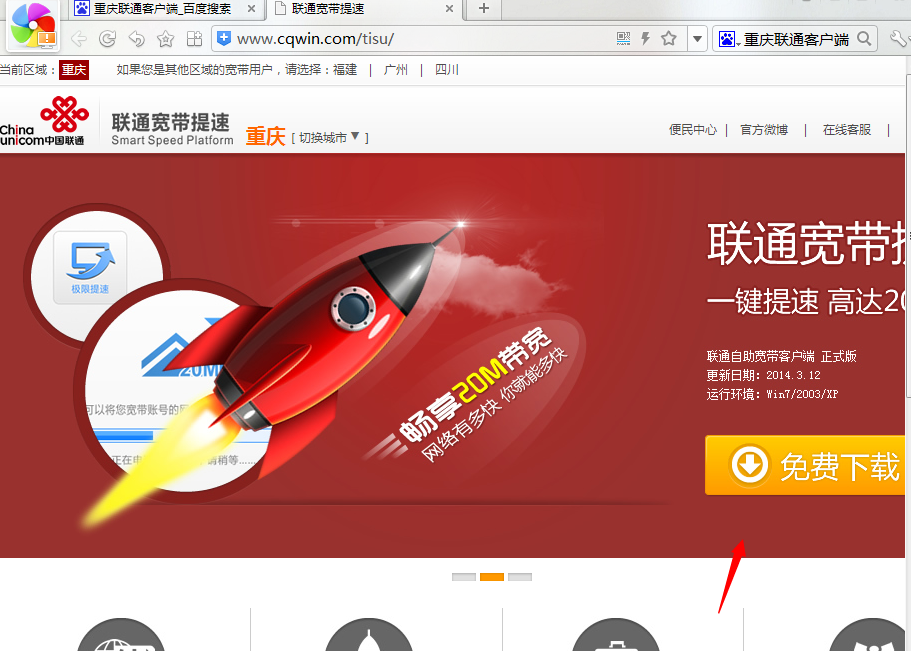 重庆联通客户端_百度搜索
联通宽带提速
www.cqwin.com/tisu/
重庆联通客户端
当前区域：重庆 如果您是其他区域的宽带用户，请选择：福建 | 广州 | 四川
China
unicom中国联通
联通宽带提速
Smart Speed Platform
重庆 [ 切换城市 ▼ ]
便民中心 | 官方微博 | 在线客服 |
极限提速
20M
可以将您宽带账号的
正在
请稍等......
畅享20M带宽
网络有多快 你就能多快
联通宽带提
一键提速 高达20
联通自助宽带客户端 正式版
更新日期：2014.3.12
运行环境：Win7/2003/XP
免费下载